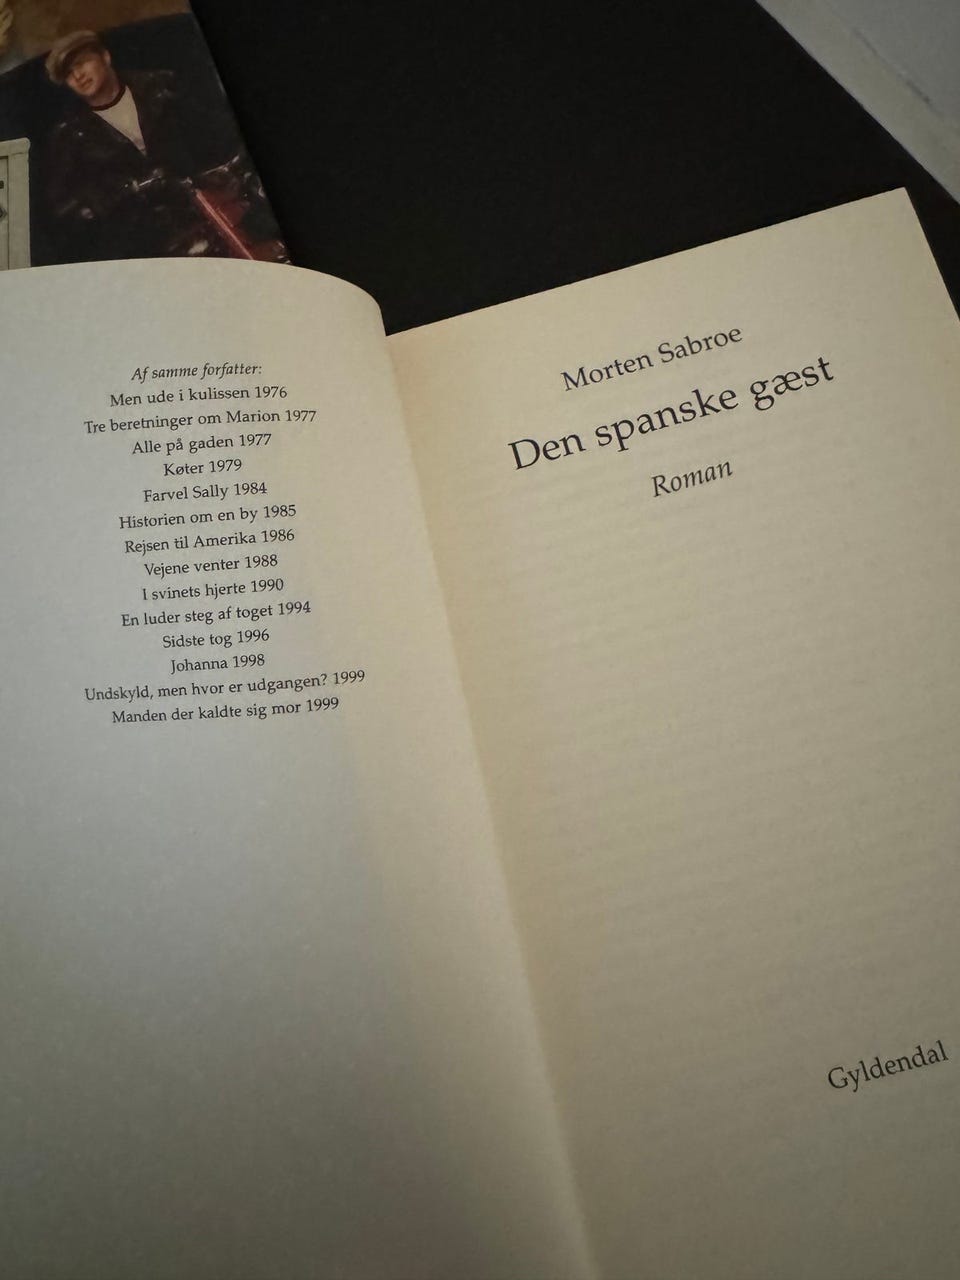 Af samme forfatter:
Men ude i kulissen 1976
Tre beretninger om Marion 1977
Alle på gaden 1977
Køter 1979
Farvel Sally 1984
Historien om en by 1985
Rejsen til Amerika 1986
Vejene venter 1988
I svinets hjerte 1990
En luder steg af toget 1994
Sidste tog 1996
Johanna 1998
Undskyld, men hvor er udgangen? 1999
Manden der kaldte sig mor 1999
Morten Sabroe
Den spanske gæst
Roman
Gyldendal